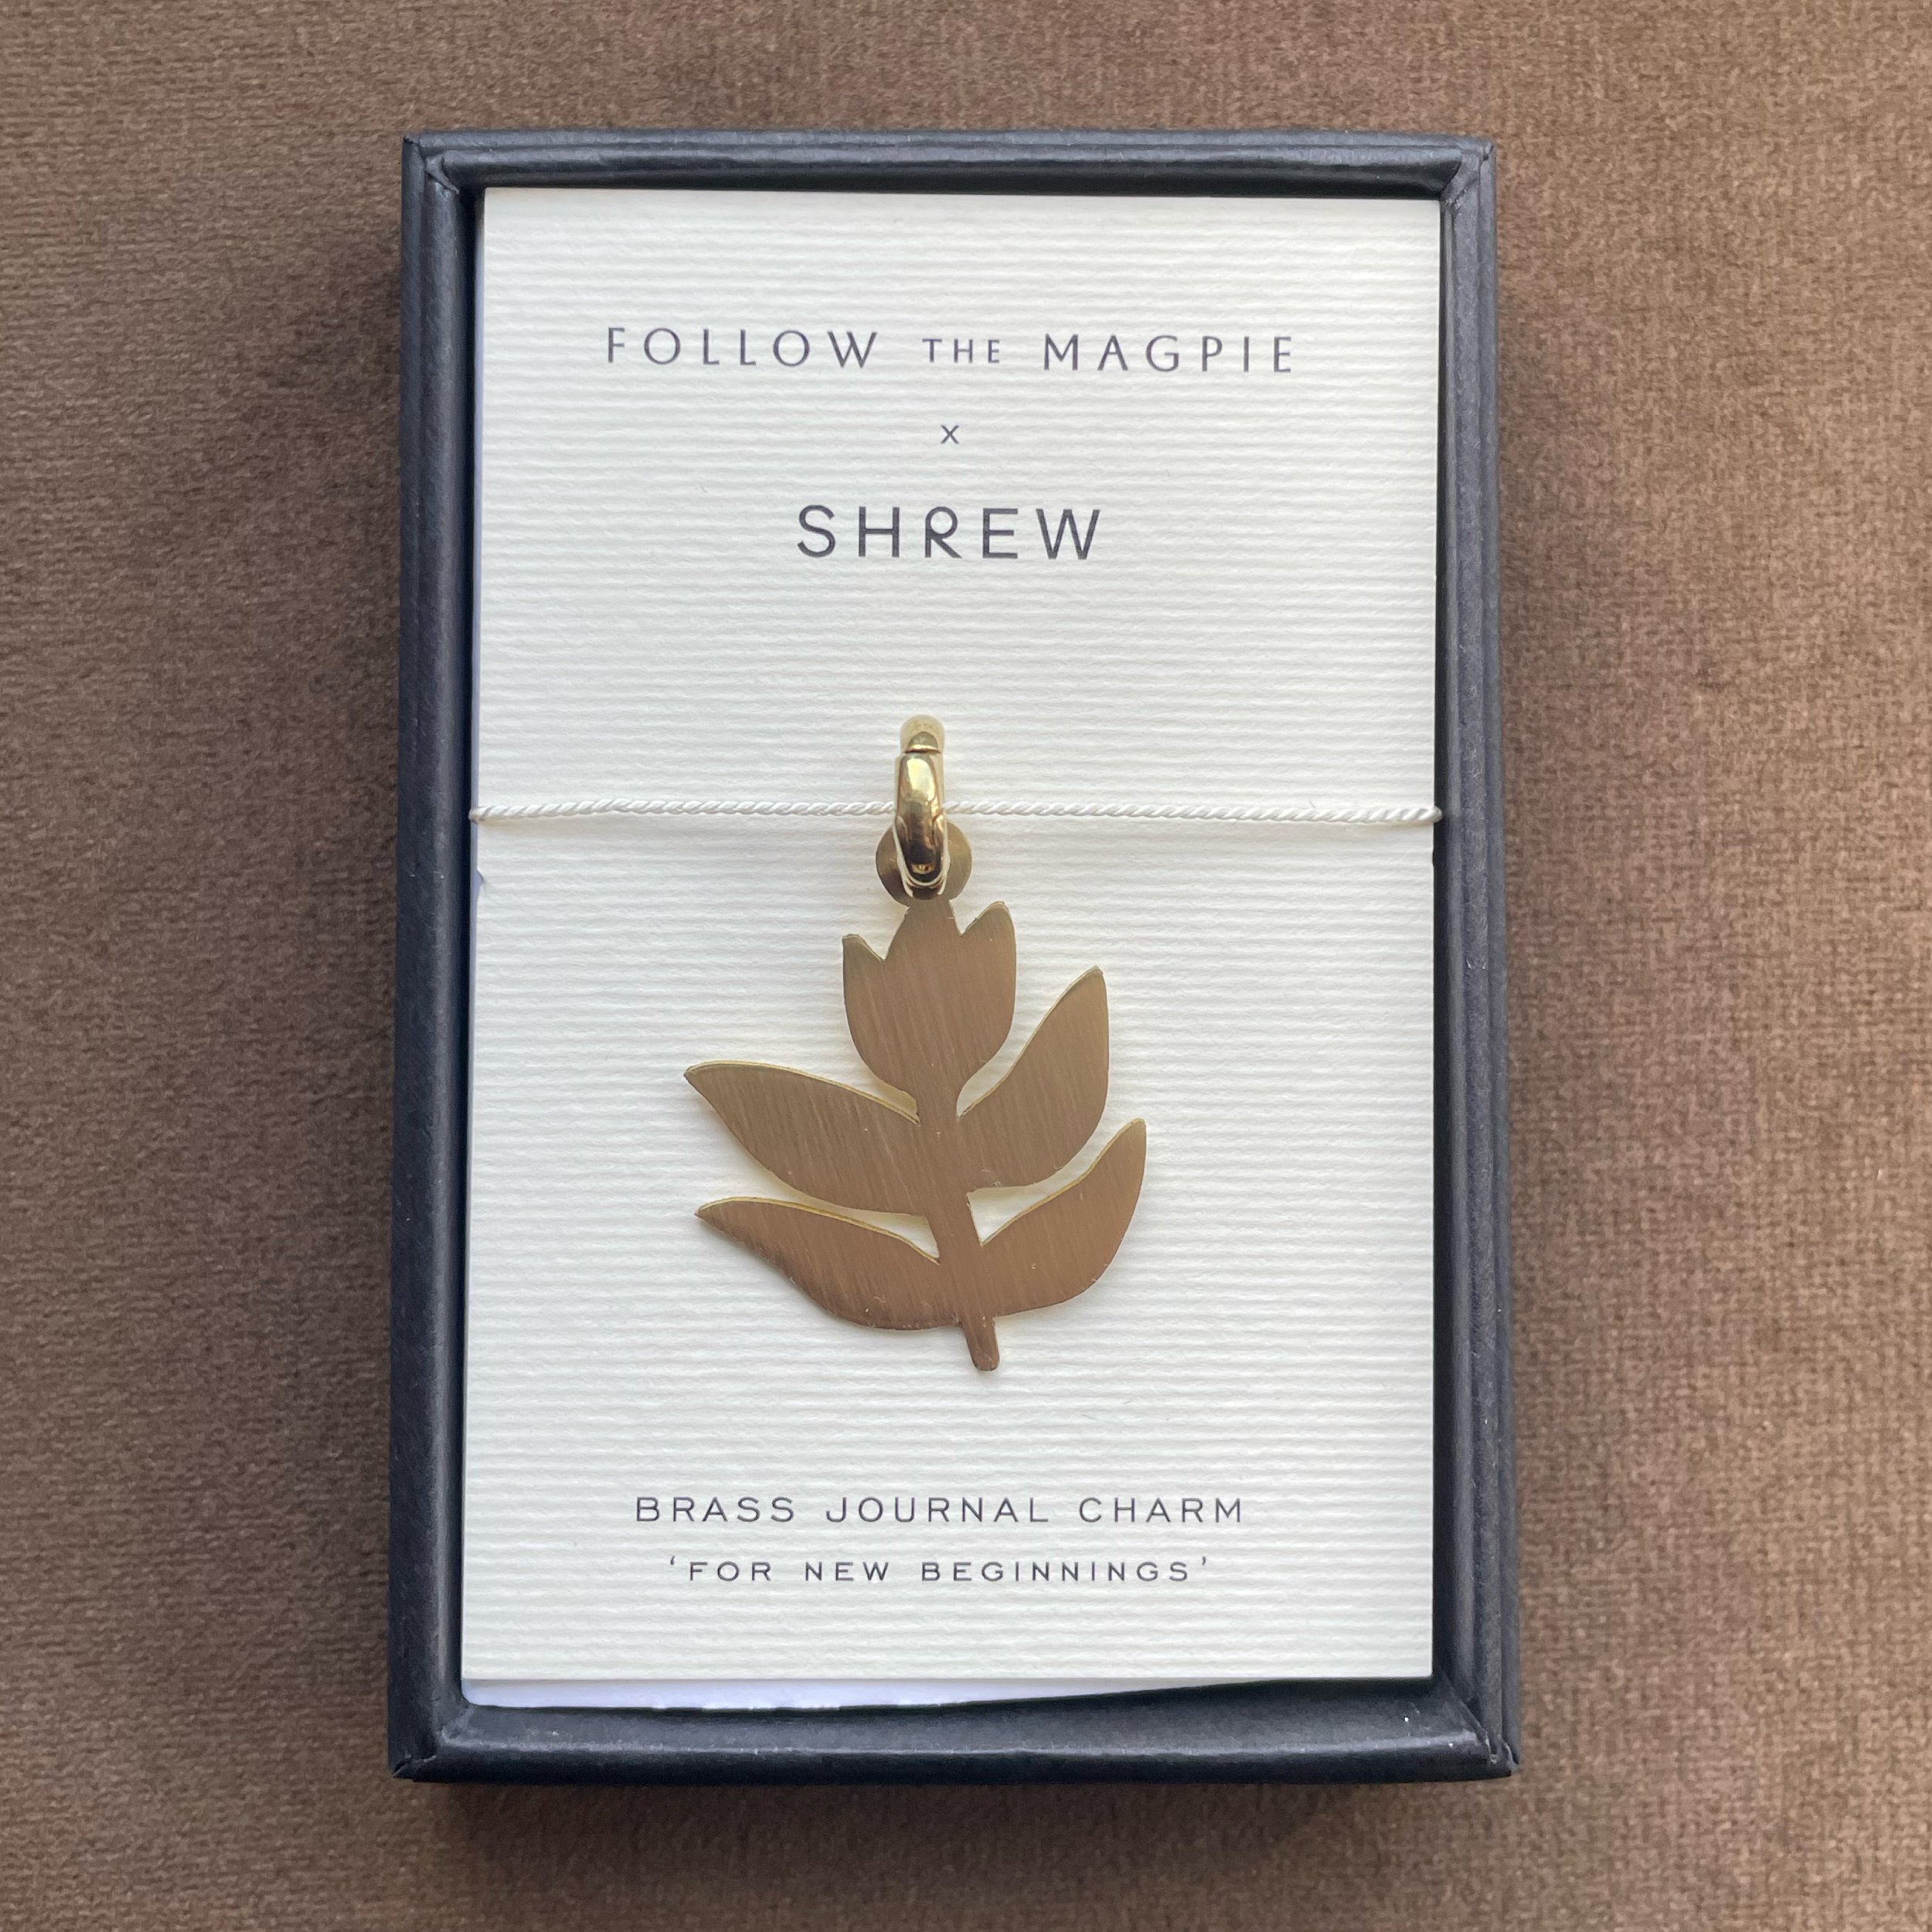 FOLLOW THE MAGPIE
x
SHREW
BRASS JOURNAL CHARM
‘FOR NEW BEGINNINGS’